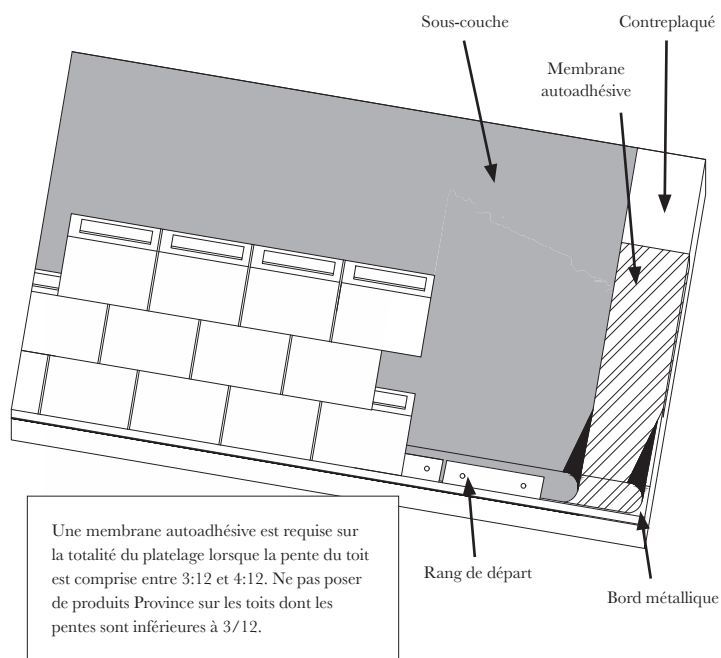 Sous-couche
Contreplaqué
Membrane
autoadhésive
Rang de départ
Bord métallique
Une membrane autoadhésive est requise sur
la totalité du platelage lorsque la pente du toit
est comprise entre 3:12 et 4:12. Ne pas poser
de produits Province sur les toits dont les
pentes sont inférieures à 3/12.